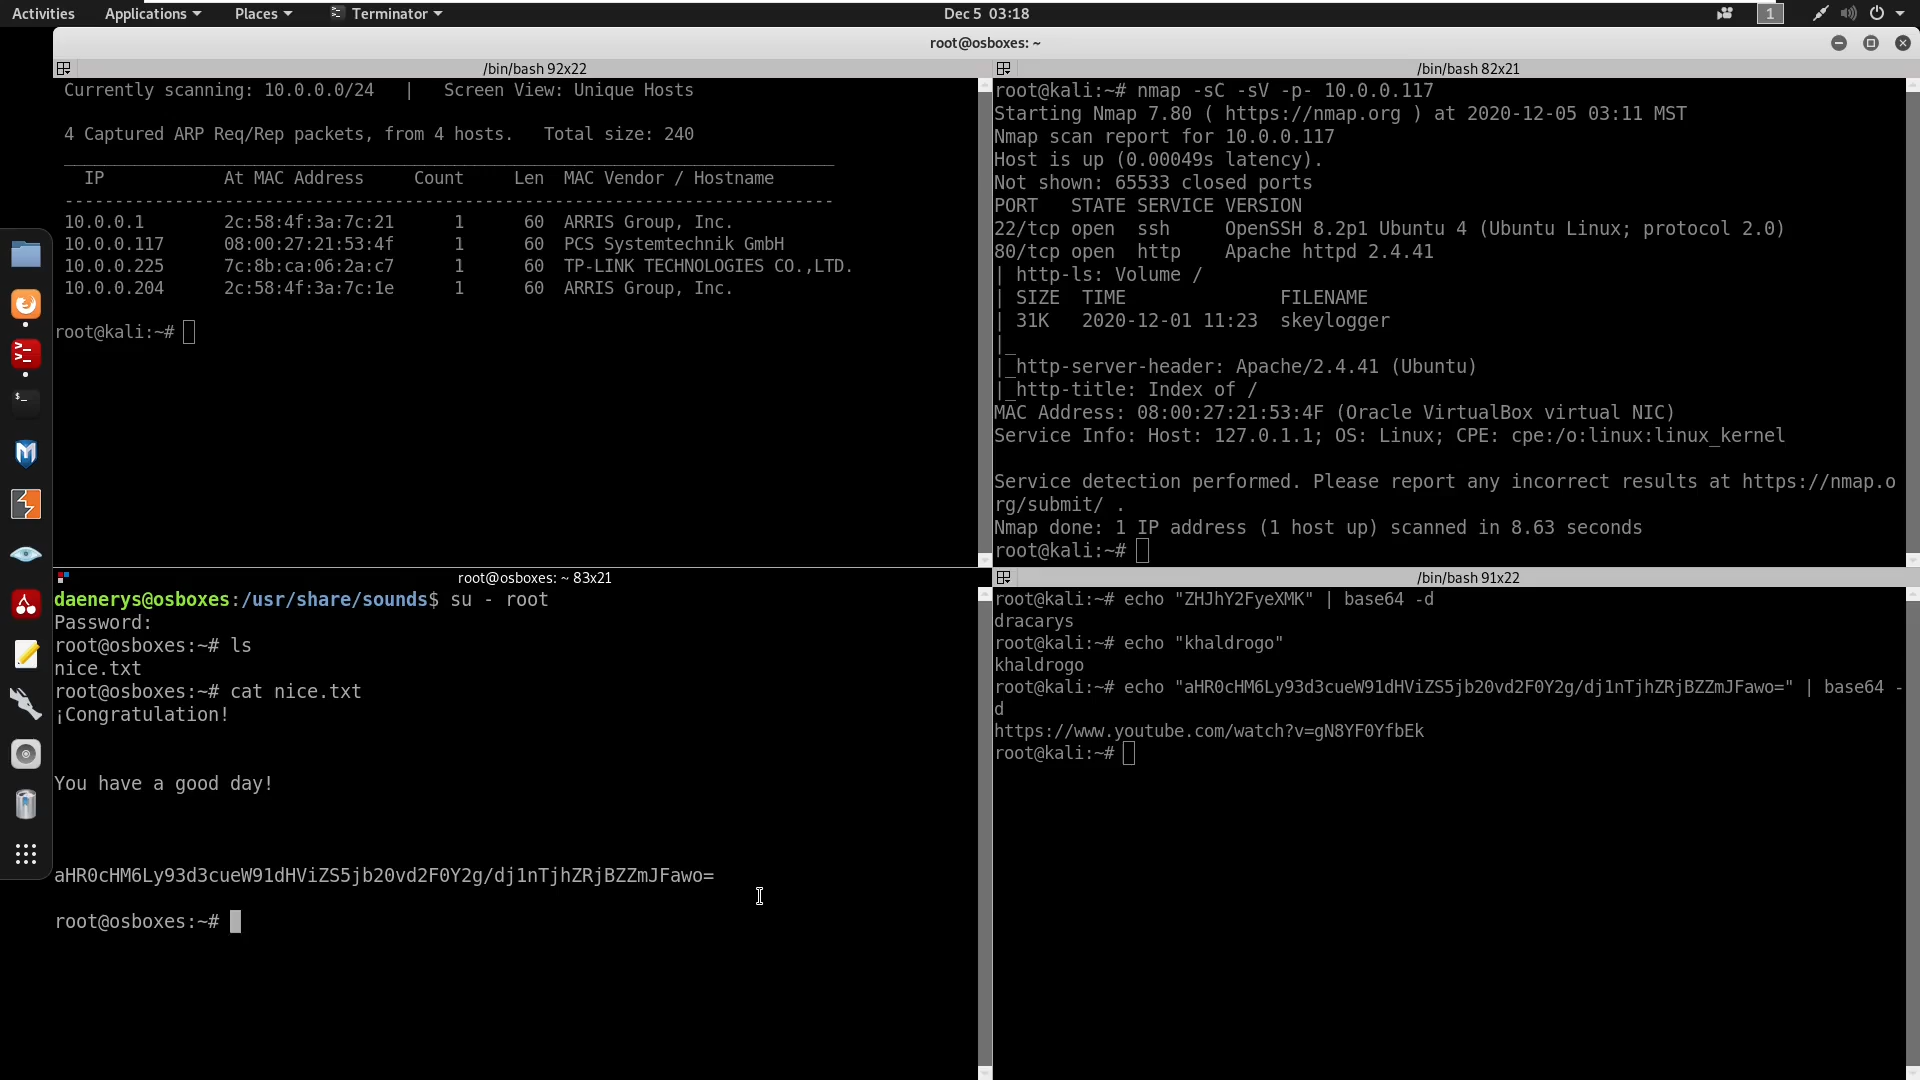 Activities Applications Places Terminator Dec 5 03:18 1
root@osboxes: ~
/bin/bash 92x22
Currently scanning: 10.0.0.0/24 | Screen View: Unique Hosts
4 Captured ARP Req/Rep packets, from 4 hosts. Total size: 240
_____________________________________________________________________________
IP At MAC Address Count Len MAC Vendor / Hostname
-----------------------------------------------------------------------------
10.0.0.1 2c:58:4f:3a:7c:21 1 60 ARRIS Group, Inc.
10.0.0.117 08:00:27:21:53:4f 1 60 PCS Systemtechnik GmbH
10.0.0.225 7c:8b:ca:06:2a:c7 1 60 TP-LINK TECHNOLOGIES CO.,LTD.
10.0.0.204 2c:58:4f:3a:7c:1e 1 60 ARRIS Group, Inc.
root@kali:~#
/bin/bash 82x21
root@kali:~# nmap -sC -sV -p- 10.0.0.117
Starting Nmap 7.80 ( https://nmap.org ) at 2020-12-05 03:11 MST
Nmap scan report for 10.0.0.117
Host is up (0.00049s latency).
Not shown: 65533 closed ports
PORT STATE SERVICE VERSION
22/tcp open ssh OpenSSH 8.2p1 Ubuntu 4 (Ubuntu Linux; protocol 2.0)
80/tcp open http Apache httpd 2.4.41
| http-ls: Volume /
| SIZE TIME FILENAME
| 31K 2020-12-01 11:23 skeylogger
|_
|_http-server-header: Apache/2.4.41 (Ubuntu)
|_http-title: Index of /
MAC Address: 08:00:27:21:53:4F (Oracle VirtualBox virtual NIC)
Service Info: Host: 127.0.1.1; OS: Linux; CPE: cpe:/o:linux:linux_kernel
Service detection performed. Please report any incorrect results at https://nmap.o
rg/submit/ .
Nmap done: 1 IP address (1 host up) scanned in 8.63 seconds
root@kali:~#
root@osboxes: ~ 83x21
daenerys@osboxes:/usr/share/sounds$ su - root
Password:
root@osboxes:~# ls
nice.txt
root@osboxes:~# cat nice.txt
¡Congratulation!
You have a good day!
aHR0cHM6Ly93d3cueW91dHViZS5jb20vd2F0Y2g/dj1nTjhZRjBZZmJFawo=
root@osboxes:~#
/bin/bash 91x22
root@kali:~# echo "ZHJhY2FyeXMK" | base64 -d
dracarys
root@kali:~# echo "khaldrogo"
khaldrogo
root@kali:~# echo "aHR0cHM6Ly93d3cueW91dHViZS5jb20vd2F0Y2g/dj1nTjhZRjBZZmJFawo=" | base64 -
d
https://www.youtube.com/watch?v=gN8YF0YfbEk
root@kali:~#